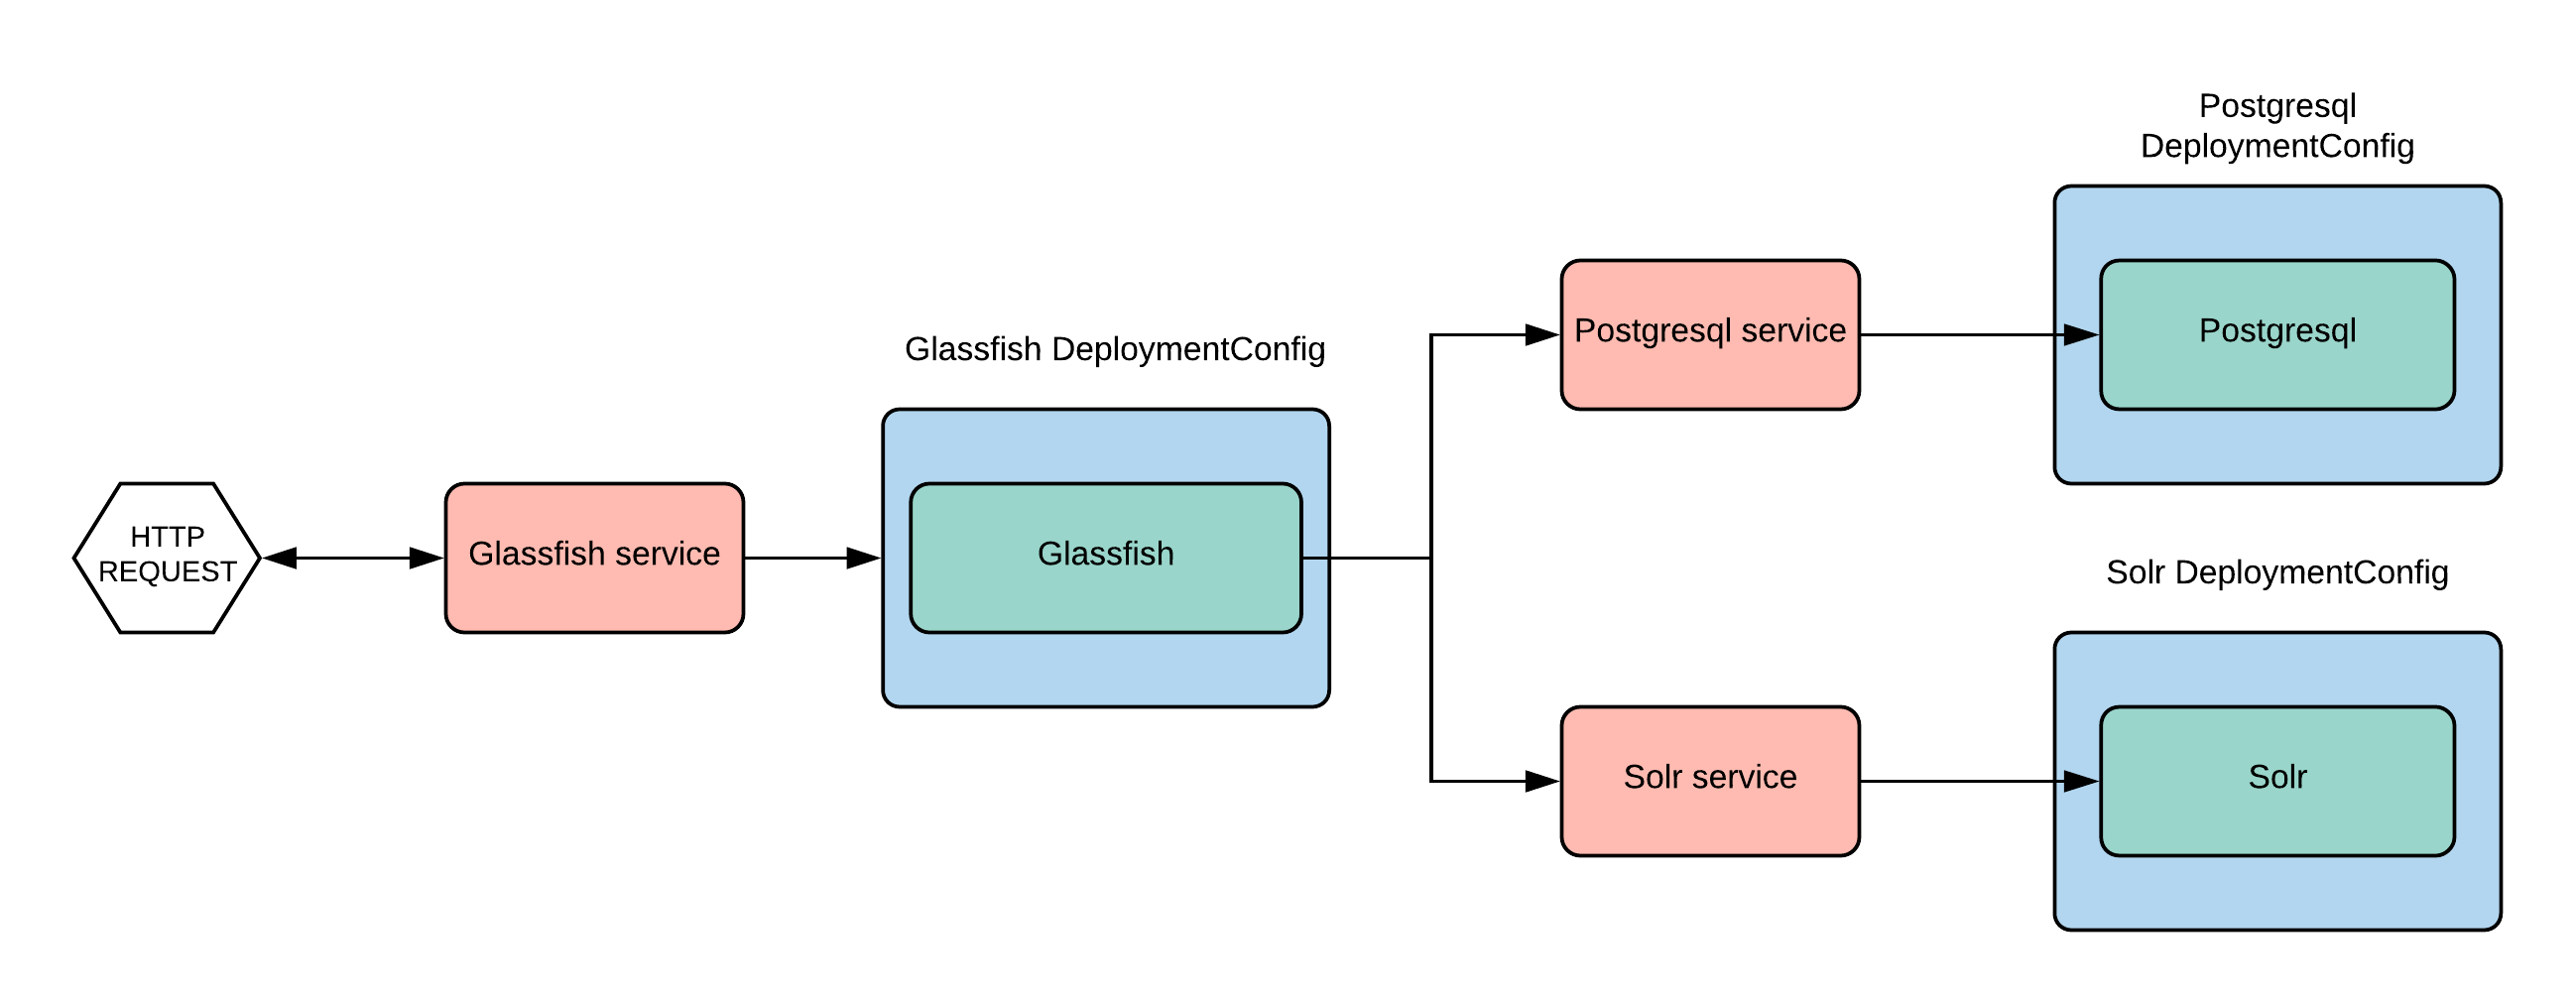 HTTP
REQUEST
Glassfish service
Glassfish DeploymentConfig
Glassfish
Postgresql service
Postgresql
DeploymentConfig
Postgresql
Solr service
Solr DeploymentConfig
Solr